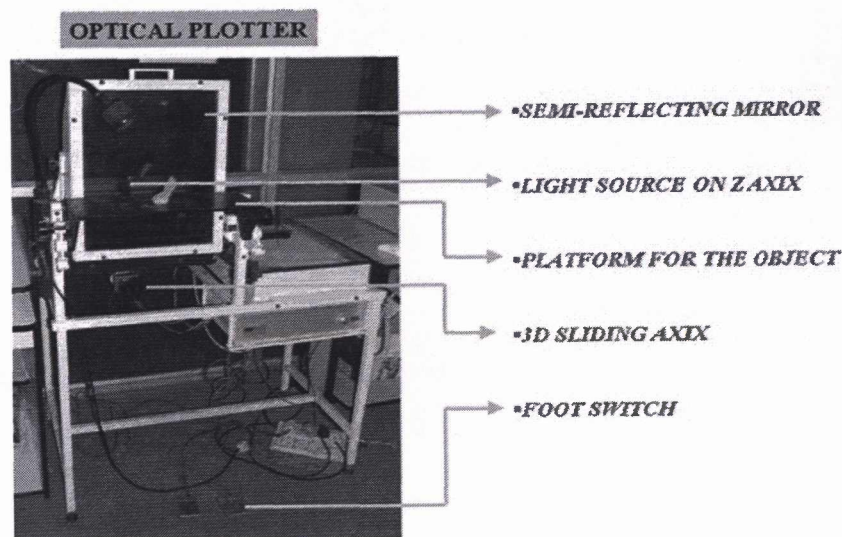 OPTICAL PLOTTER
•SEMI-REFLECTING MIRROR
•LIGHT SOURCE ON Z AXIX
•PLATFORM FOR THE OBJECT
•3D SLIDING AXIX
•FOOT SWITCH